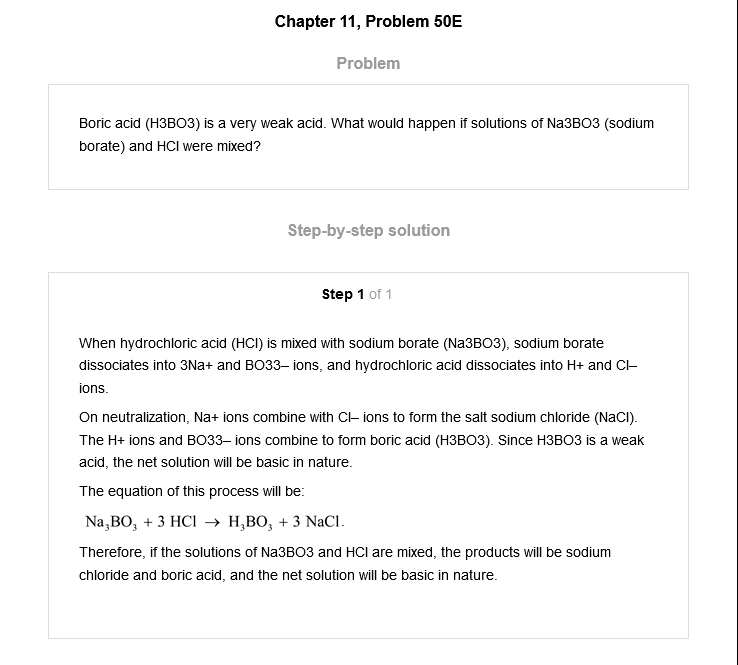 Chapter 11, Problem 50E
Problem
Boric acid (H3BO3) is a very weak acid. What would happen if solutions of Na3BO3 (sodium
borate) and HCl were mixed?
Step-by-step solution
Step 1 of 1
When hydrochloric acid (HCl) is mixed with sodium borate (Na3BO3), sodium borate
dissociates into 3Na+ and BO33– ions, and hydrochloric acid dissociates into H+ and Cl–
ions.
On neutralization, Na+ ions combine with Cl– ions to form the salt sodium chloride (NaCl).
The H+ ions and BO33– ions combine to form boric acid (H3BO3). Since H3BO3 is a weak
acid, the net solution will be basic in nature.
The equation of this process will be:
Na₃BO₃ + 3 HCl → H₃BO₃ + 3 NaCl.
Therefore, if the solutions of Na3BO3 and HCl are mixed, the products will be sodium
chloride and boric acid, and the net solution will be basic in nature.